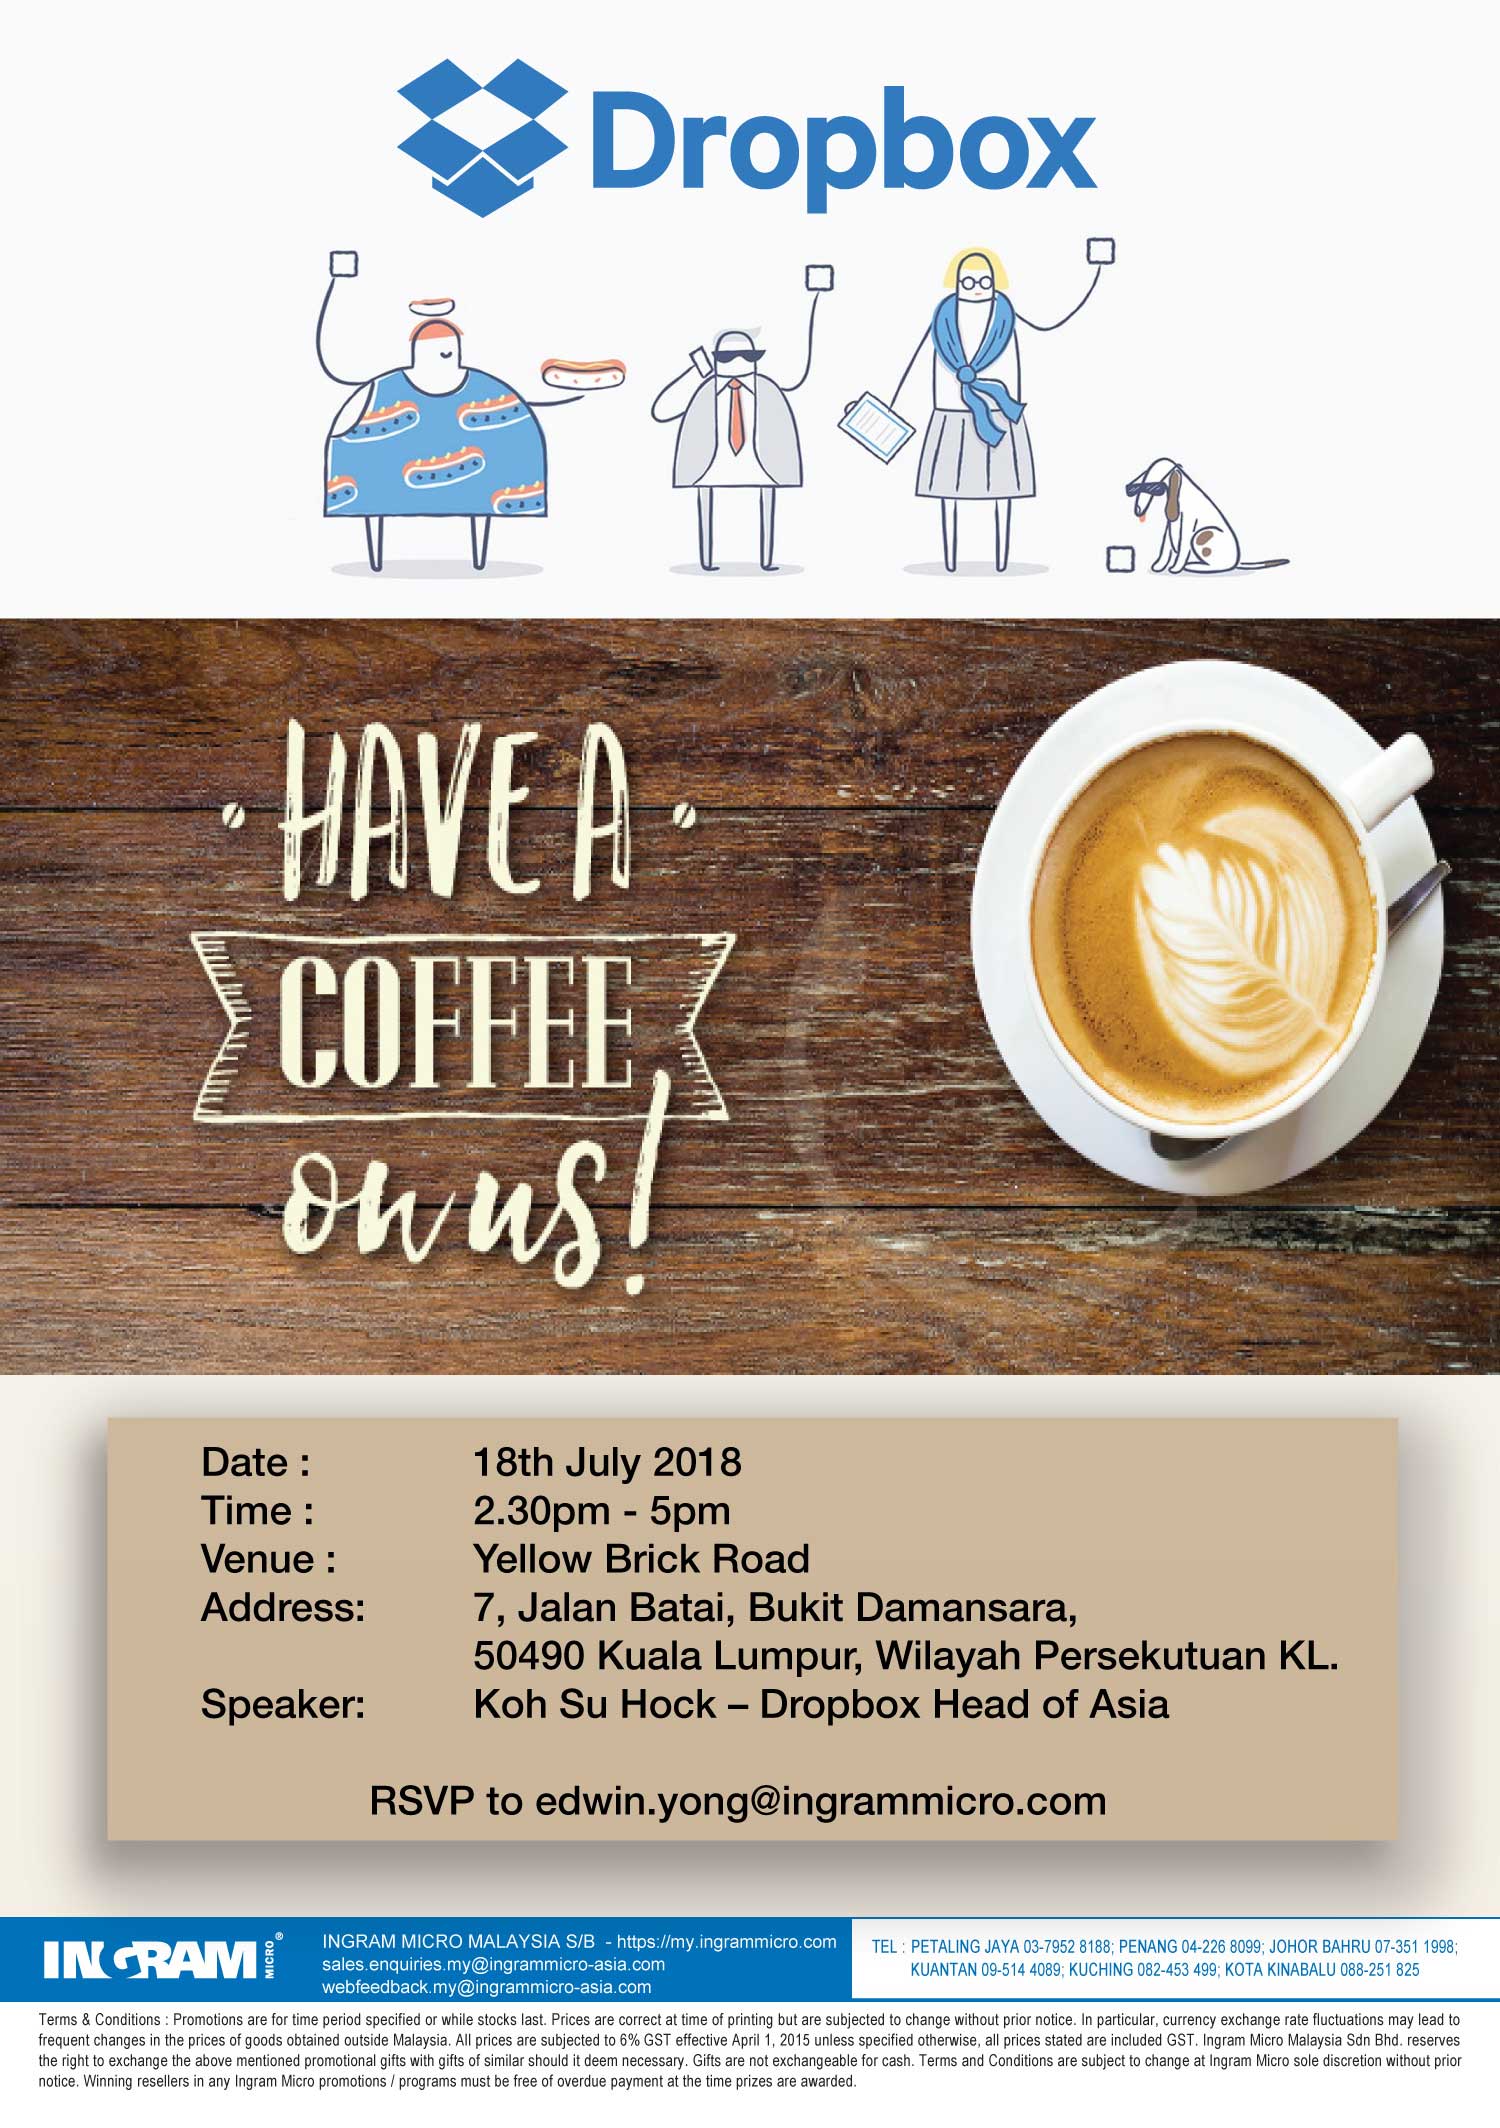 Dropbox
HAVE A
COFFEE
on us!
Date : 18th July 2018
Time : 2.30pm - 5pm
Venue : Yellow Brick Road
Address: 7, Jalan Batai, Bukit Damansara,
50490 Kuala Lumpur, Wilayah Persekutuan KL.
Speaker: Koh Su Hock – Dropbox Head of Asia
RSVP to edwin.yong@ingrammicro.com
INGRAM MICRO®
INGRAM MICRO MALAYSIA S/B - https://my.ingrammicro.com
sales.enquiries.my@ingrammicro-asia.com
webfeedback.my@ingrammicro-asia.com
TEL : PETALING JAYA 03-7952 8188; PENANG 04-226 8099; JOHOR BAHRU 07-351 1998;
KUANTAN 09-514 4089; KUCHING 082-453 499; KOTA KINABALU 088-251 825
Terms & Conditions : Promotions are for time period specified or while stocks last. Prices are correct at time of printing but are subjected to change without prior notice. In particular, currency exchange rate fluctuations may lead to
frequent changes in the prices of goods obtained outside Malaysia. All prices are subjected to 6% GST effective April 1, 2015 unless specified otherwise, all prices stated are included GST. Ingram Micro Malaysia Sdn Bhd. reserves
the right to exchange the above mentioned promotional gifts with gifts of similar should it deem necessary. Gifts are not exchangeable for cash. Terms and Conditions are subject to change at Ingram Micro sole discretion without prior
notice. Winning resellers in any Ingram Micro promotions / programs must be free of overdue payment at the time prizes are awarded.